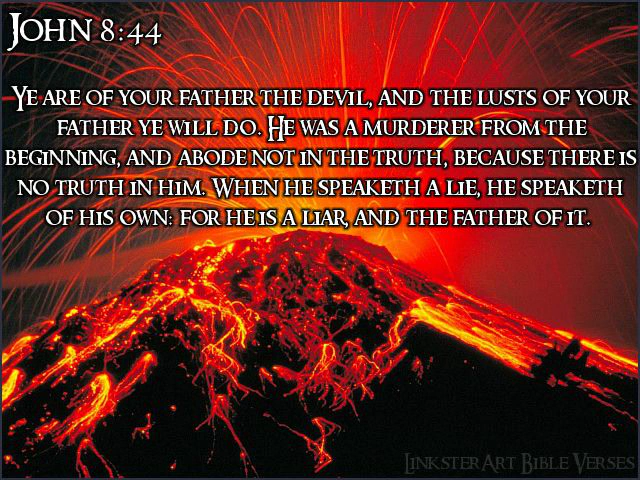 John 8:44
Ye are of your father the devil, and the lusts of your
father ye will do. He was a murderer from the
beginning, and abode not in the truth, because there is
no truth in him. When he speaketh a lie, he speaketh
of his own: for he is a liar, and the father of it.
LinksterArt Bible Verses